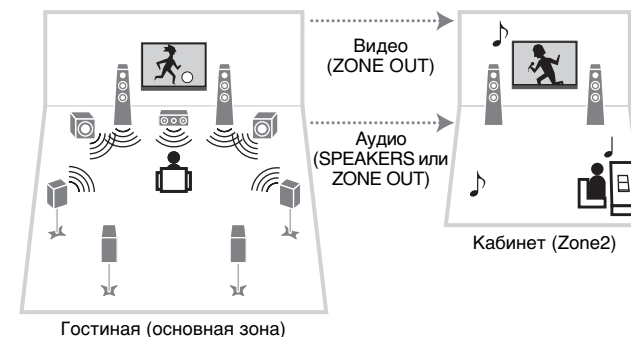 Видео
(ZONE OUT)
Аудио
(SPEAKERS или
ZONE OUT)
Кабинет (Zone2)
Гостиная (основная зона)